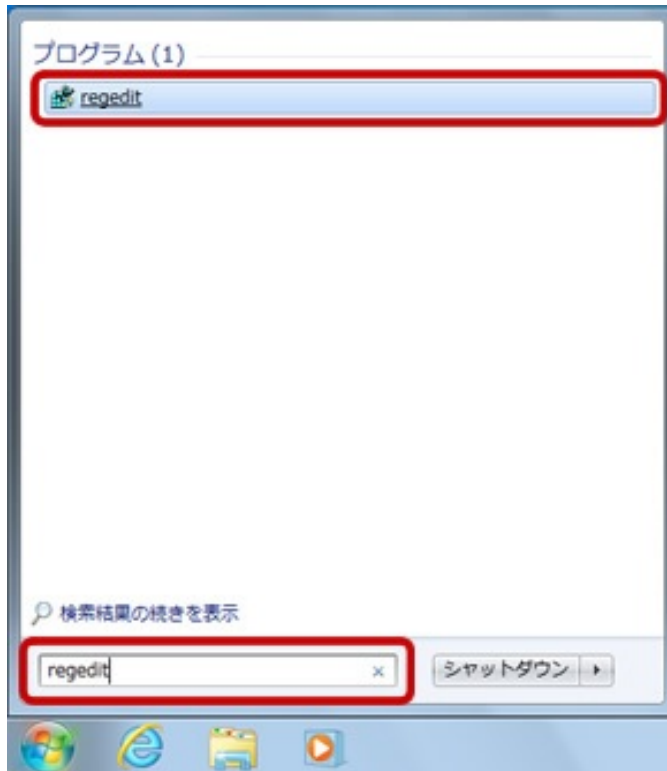 プログラム (1)
regedit
検索結果の続きを表示
regedit
シャットダウン